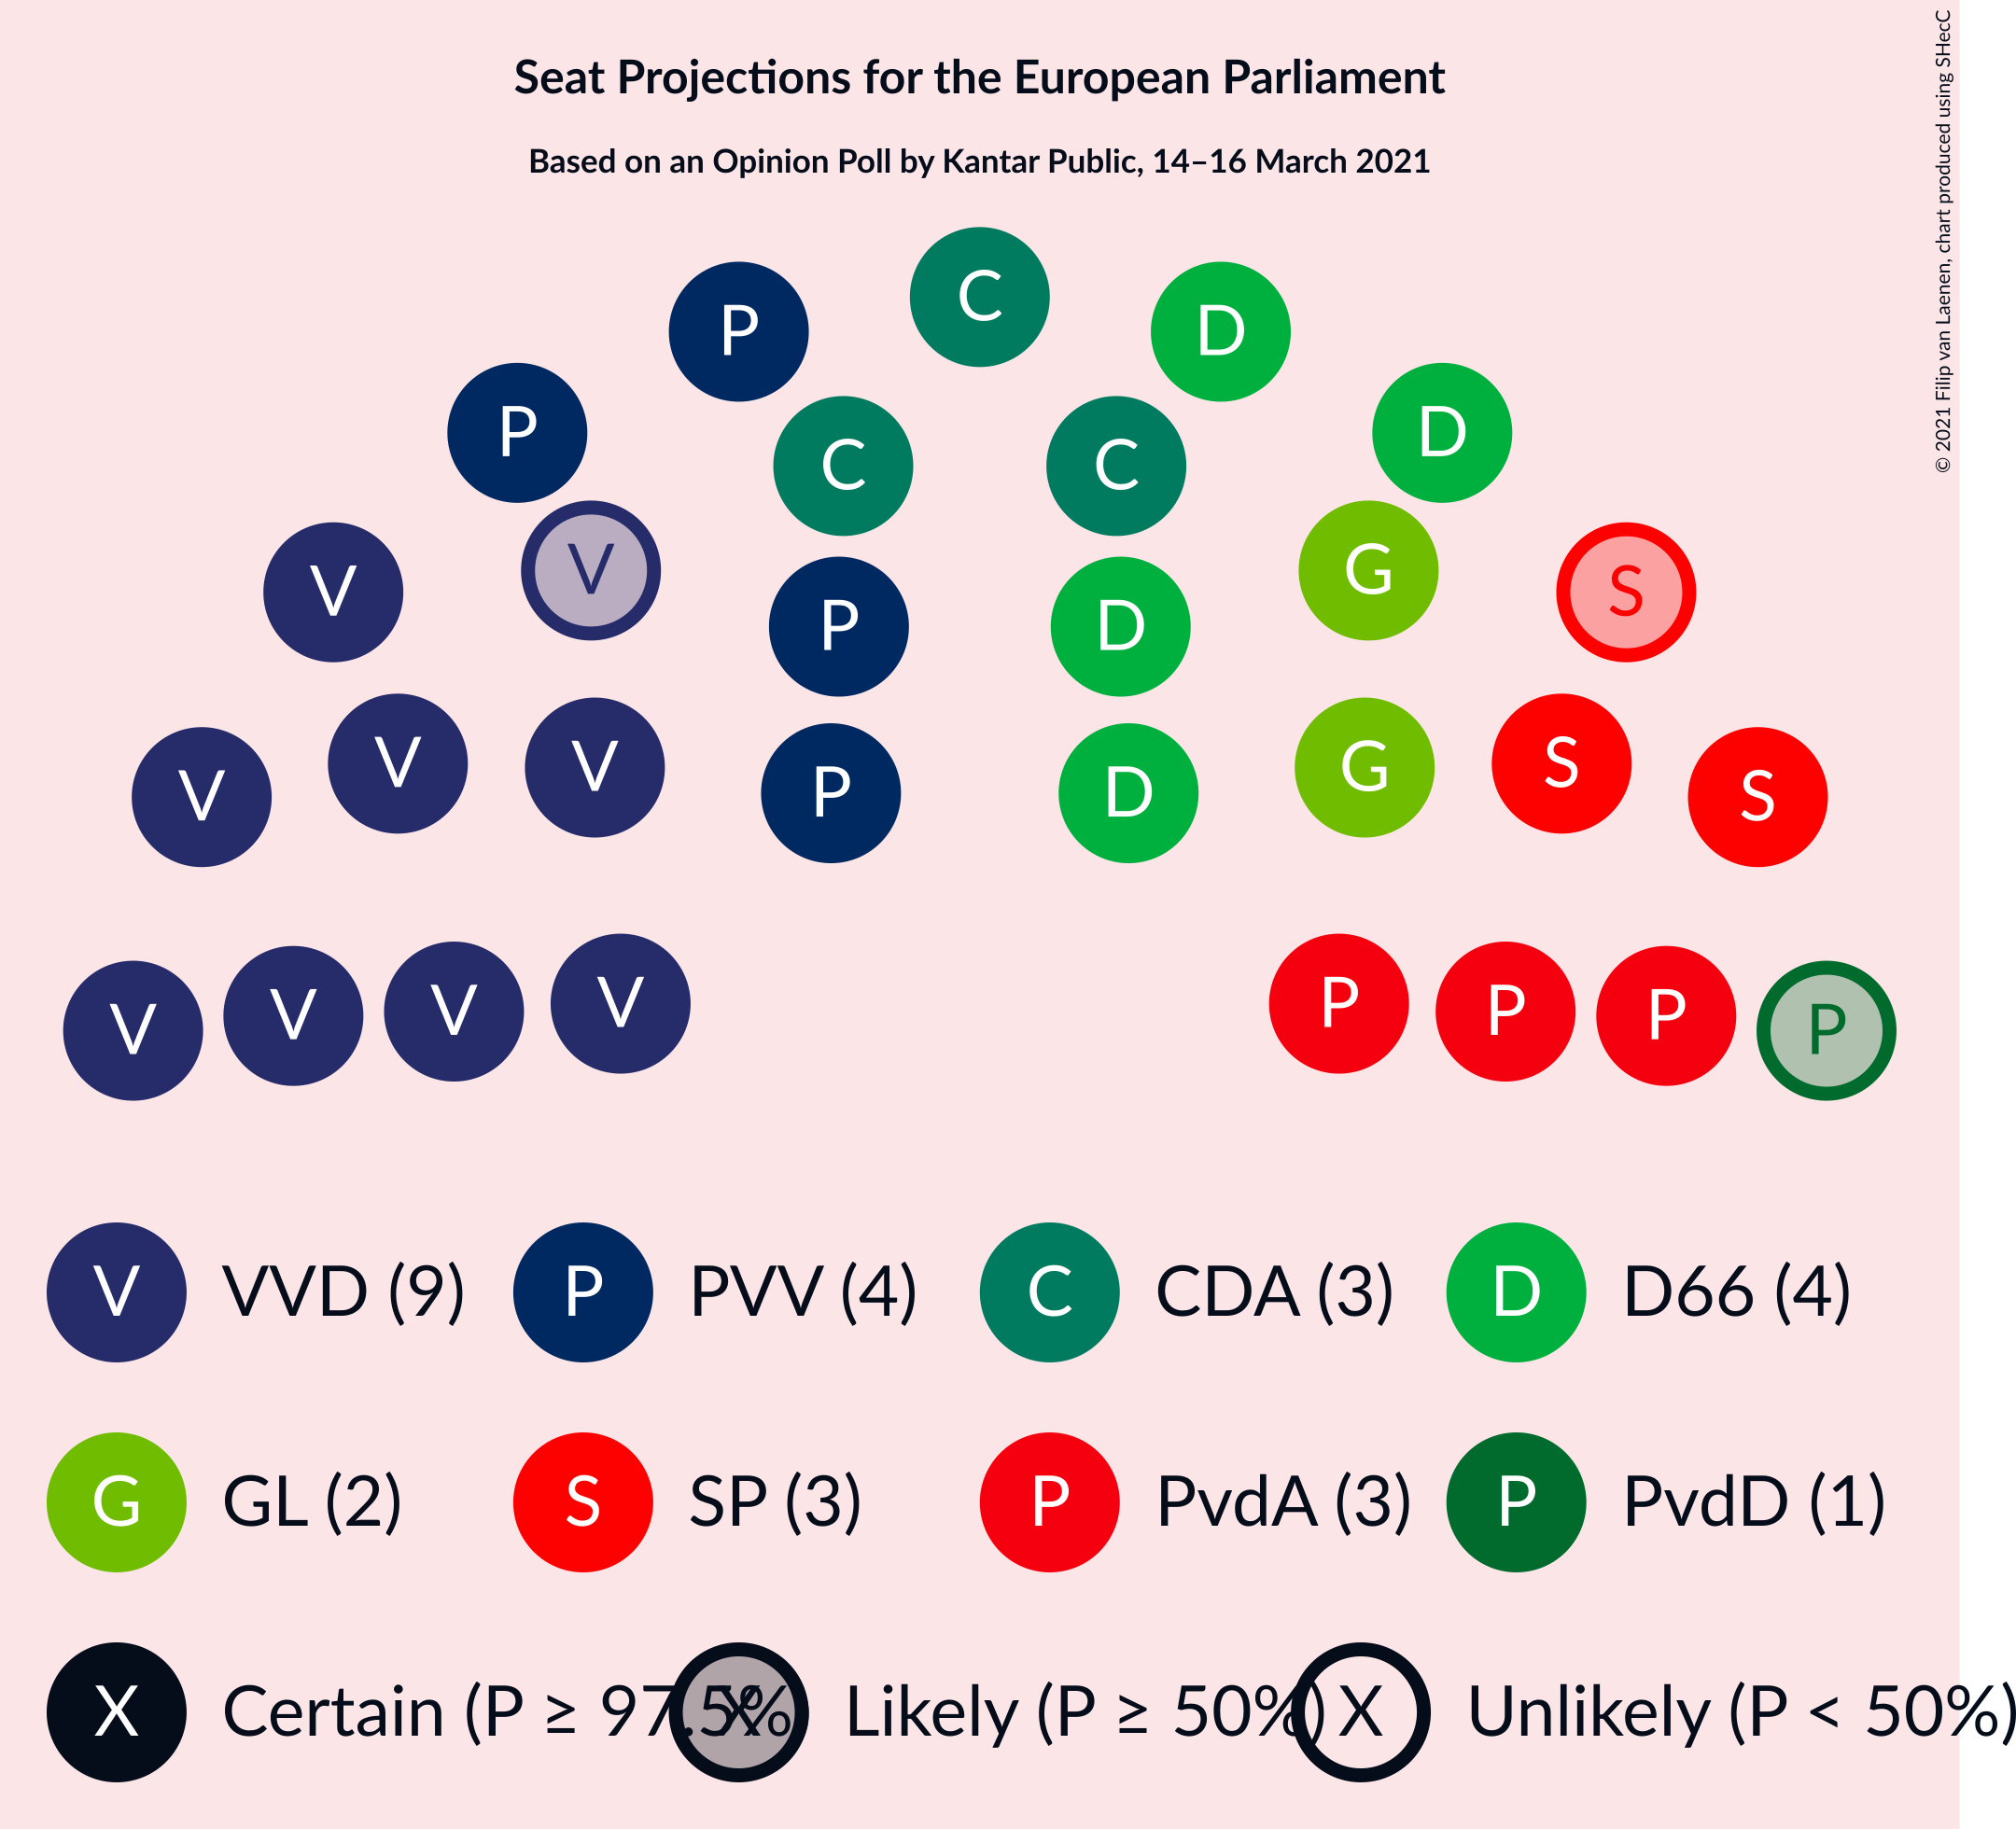 Seat Projections for the European Parliament
Based on an Opinion Poll by Kantar Public, 14–16 March 2021
© 2021 Filip van Laenen, chart produced using SHecC
C
P D
P D
C C
V V G S
P D
V V V P D G S S
V V V V P P P P
V VVD (9) P PVV (4) C CDA (3) D D66 (4)
G GL (2) S SP (3) P PvdA (3) P PvdD (1)
X Certain (P ≥ 97.5% X Likely (P ≥ 50%) X Unlikely (P < 50%)